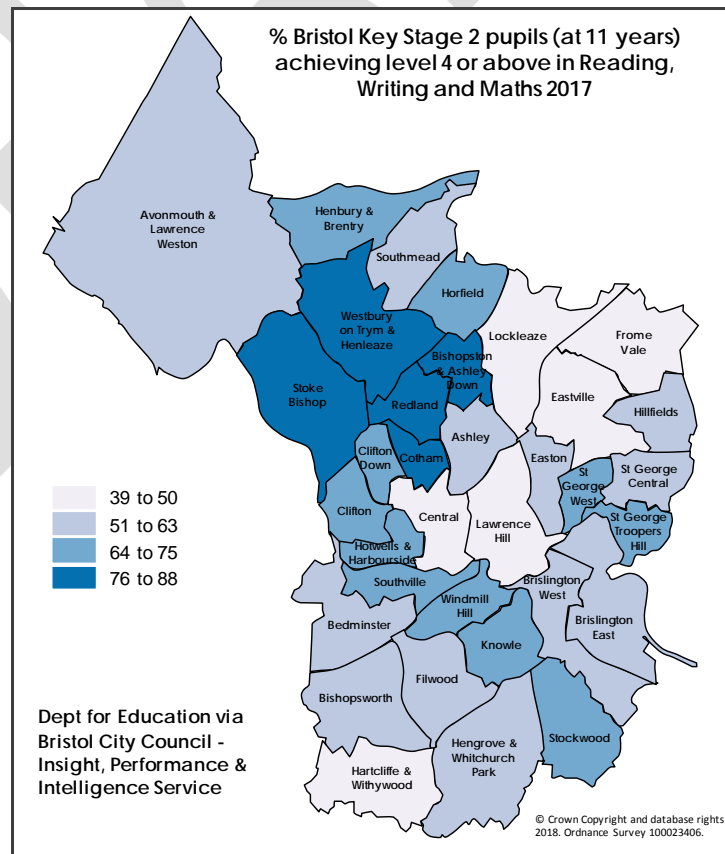 % Bristol Key Stage 2 pupils (at 11 years)
achieving level 4 or above in Reading,
Writing and Maths 2017
Avonmouth &
Lawrence
Weston
Henbury &
Brentry
Southmead
Horfield
Westbury
on Trym &
Henleaze
Lockleaze
Frome
Vale
Bishopston
& Ashley
Down
Stoke
Bishop
Redland
Eastville
Hillfields
Ashley
Clifton
Down
Cotham
Easton
St
George
West
St George
Central
39 to 50
51 to 63
64 to 75
76 to 88
Clifton
Central
Lawrence
Hill
St George
Troopers
Hill
Hotwells &
Harbourside
Southville
Windmill
Hill
Brislington
West
Bedminster
Brislington
East
Knowle
Filwood
Bishopsworth
Dept for Education via
Bristol City Council -
Insight, Performance &
Intelligence Service
Hengrove &
Whitchurch
Park
Stockwood
Hartcliffe
& Withywood
© Crown Copyright and database rights
2018. Ordnance Survey 100023406.